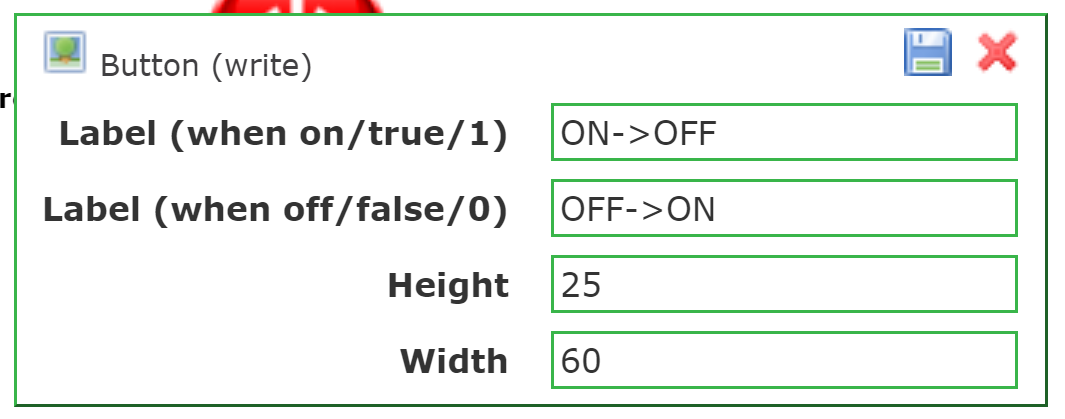 Button (write)
Label (when on/true/1) ON->OFF
Label (when off/false/0) OFF->ON
Height 25
Width 60